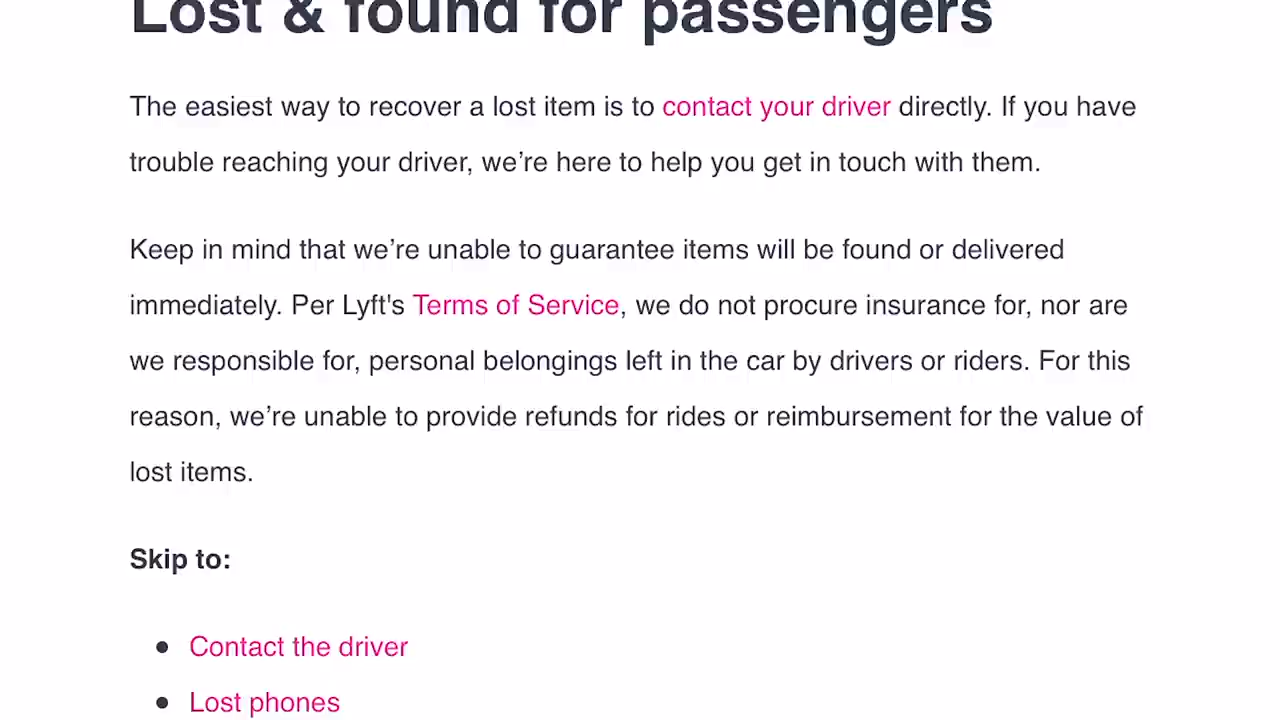 Lost & found for passengers
The easiest way to recover a lost item is to contact your driver directly. If you have
trouble reaching your driver, we’re here to help you get in touch with them.
Keep in mind that we’re unable to guarantee items will be found or delivered
immediately. Per Lyft's Terms of Service, we do not procure insurance for, nor are
we responsible for, personal belongings left in the car by drivers or riders. For this
reason, we’re unable to provide refunds for rides or reimbursement for the value of
lost items.
Skip to:
Contact the driver
Lost phones